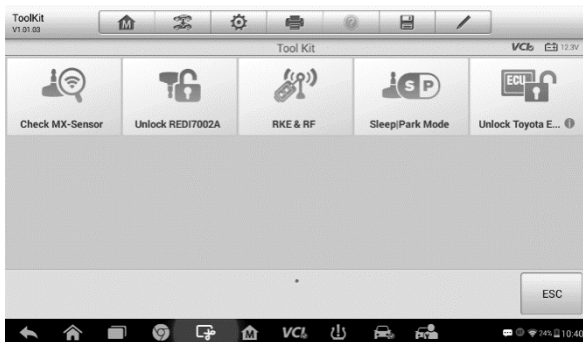 ToolKit
V1.01.03
M
Tool Kit
VCI
12.3V
S P
ECU
Check MX-Sensor
Unlock REDI7002A
RKE & RF
Sleep|Park Mode
Unlock Toyota E...
ESC
M
VCI
24%
10:40